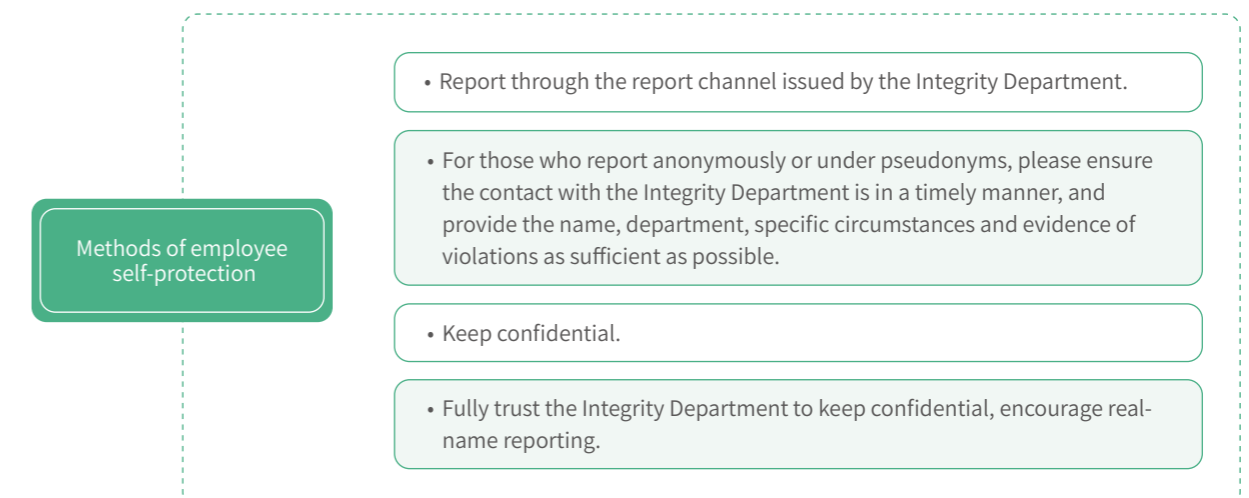 Methods of employee
self-protection
• Report through the report channel issued by the Integrity Department.
• For those who report anonymously or under pseudonyms, please ensure
the contact with the Integrity Department is in a timely manner, and
provide the name, department, specific circumstances and evidence of
violations as sufficient as possible.
• Keep confidential.
• Fully trust the Integrity Department to keep confidential, encourage real-
name reporting.